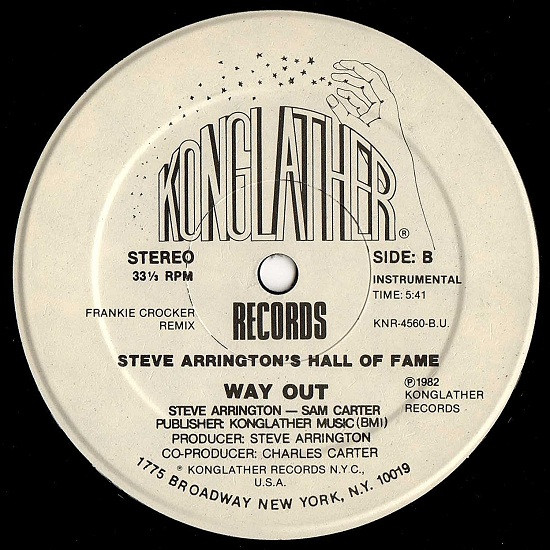 KONGLATHER®
STEREO
33⅓ RPM
SIDE: B
INSTRUMENTAL
TIME: 5:41
FRANKIE CROCKER
REMIX
KNR-4560-B.U.
RECORDS
STEVE ARRINGTON'S HALL OF FAME
WAY OUT
℗1982
KONGLATHER
RECORDS
STEVE ARRINGTON — SAM CARTER
PUBLISHER: KONGLATHER MUSIC (BMI)
PRODUCER: STEVE ARRINGTON
CO-PRODUCER: CHARLES CARTER
® KONGLATHER RECORDS N.Y.C.,
U.S.A.
1775 BROADWAY NEW YORK, N.Y. 10019